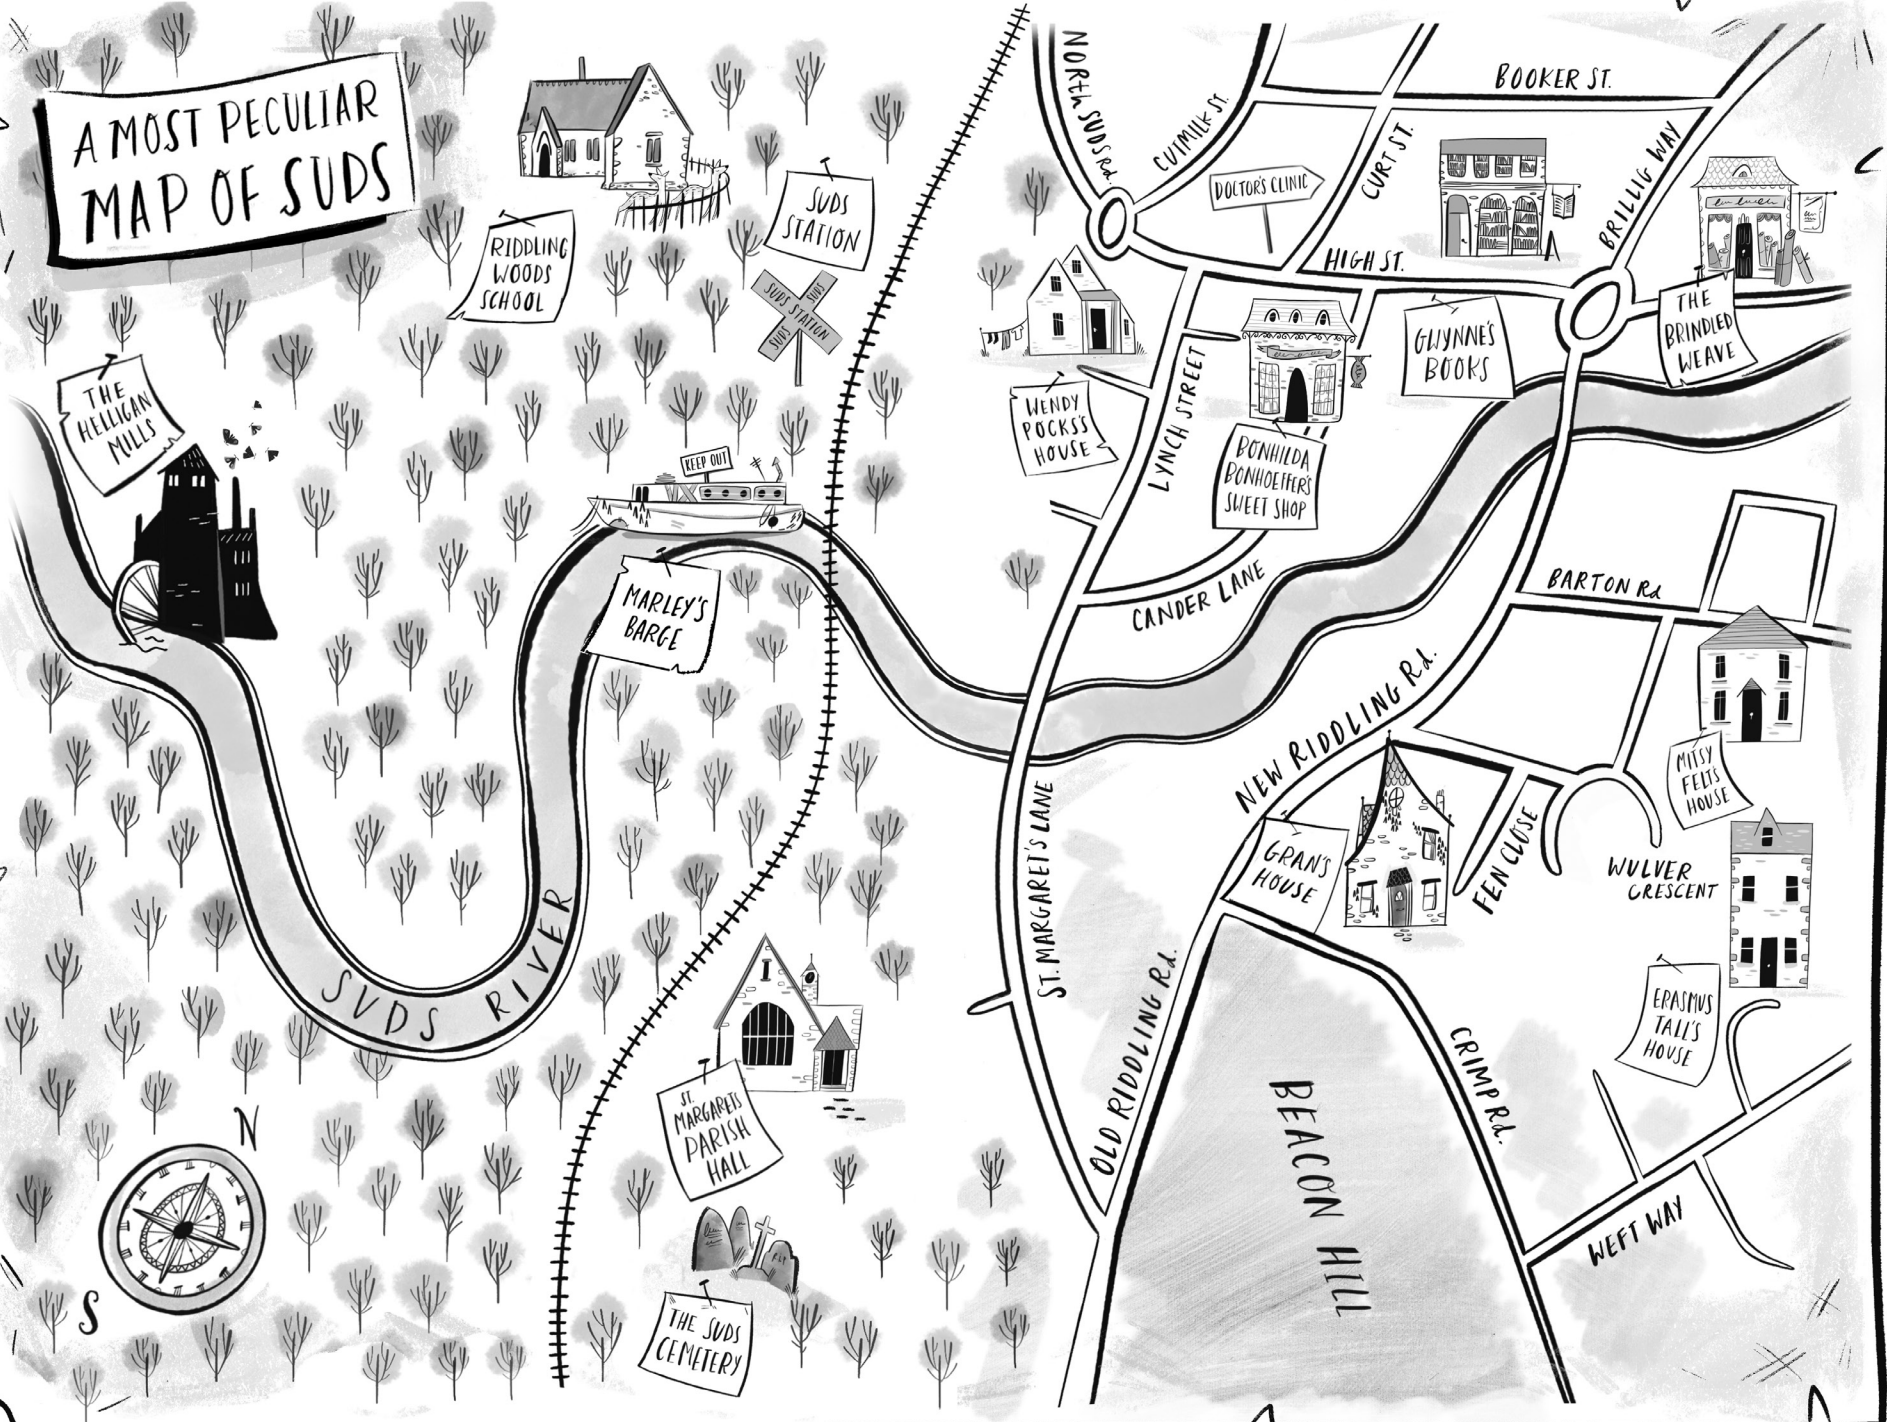 A MOST PECULIAR
MAP OF SUDS
RIDDLING
WOODS
SCHOOL
SUDS
STATION
SUDS STATION
SUDS
SUDS
THE
HELLIGAN
MILLS
KEEP OUT
MARLEY'S
BARGE
SUDS RIVER
N
S
ST.
MARGARETS
PARISH
HALL
THE SUDS
CEMETERY
NORTH SUDS Rd.
CUTMILK ST.
BOOKER ST.
CURT ST.
BRILLIG WAY
DOCTOR'S CLINIC
HIGH ST.
GWYNNE'S
BOOKS
THE
BRINDLED
WEAVE
WENDY
POCKS'S
HOUSE
LYNCH STREET
BONHILDA
BONHOEFFER'S
SWEET SHOP
CANDER LANE
BARTON Rd
NEW RIDDLING Rd.
MITSY
FELT'S
HOUSE
GRAN'S
HOUSE
FEN CLOSE
WULVER
CRESCENT
ST. MARGARET'S LANE
OLD RIDDLING Rd.
ERASMUS
TALL'S
HOUSE
CRIMP Rd.
BEACON HILL
WEFT WAY